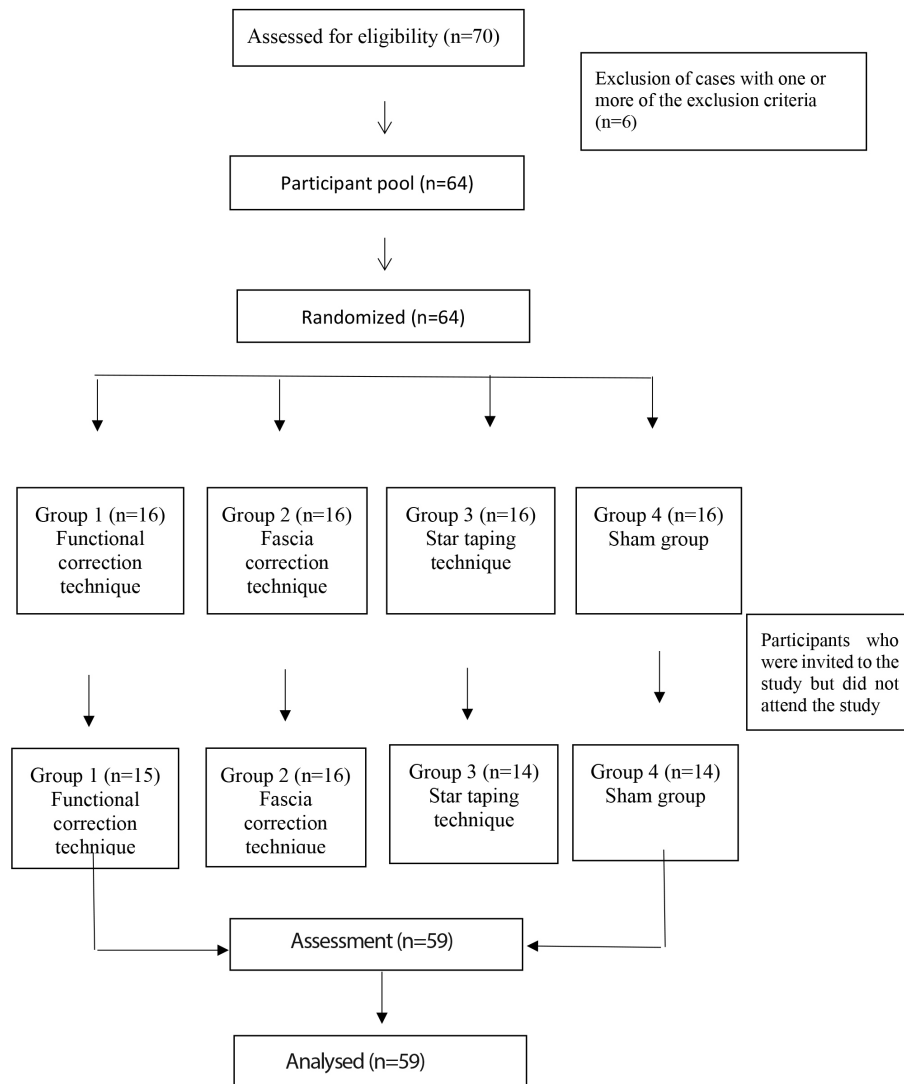 Assessed for eligibility (n=70)
Exclusion of cases with one or
more of the exclusion criteria
(n=6)
Participant pool (n=64)
Randomized (n=64)
Group 1 (n=16)
Functional
correction
technique
Group 2 (n=16)
Fascia
correction
technique
Group 3 (n=16)
Star taping
technique
Group 4 (n=16)
Sham group
Participants who
were invited to the
study but did not
attend the study
Group 1 (n=15)
Functional
correction
technique
Group 2 (n=16)
Fascia
correction
technique
Group 3 (n=14)
Star taping
technique
Group 4 (n=14)
Sham group
Assessment (n=59)
Analysed (n=59)